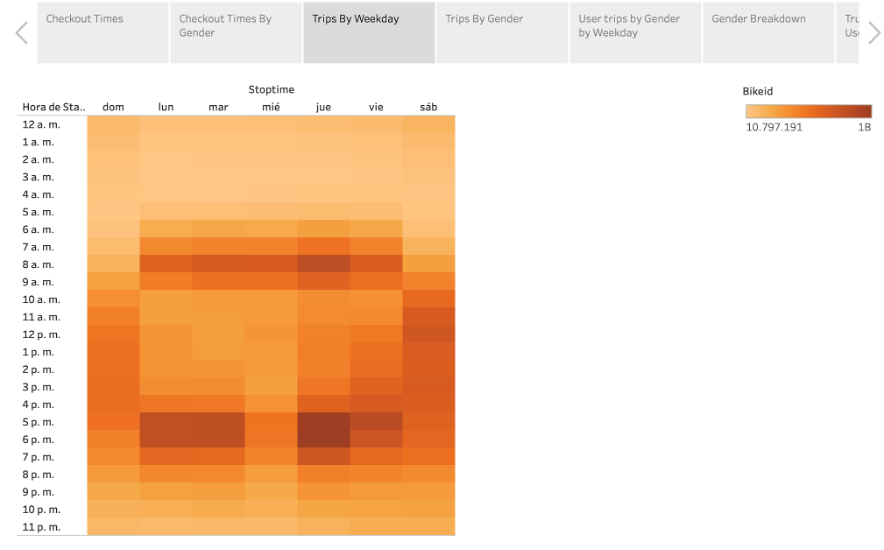 Checkout Times
Checkout Times By
Gender
Trips By Weekday
Trips By Gender
User trips by Gender
by Weekday
Gender Breakdown
Stoptime
Hora de Sta..
dom
lun
mar
mié
jue
vie
sáb
12 a. m.
1 a. m.
2 a. m.
3 a. m.
4 a. m.
5 a. m.
6 a. m.
7 a. m.
8 a. m.
9 a. m.
10 a. m.
11 a. m.
12 p. m.
1 p. m.
2 p. m.
3 p. m.
4 p. m.
5 p. m.
6 p. m.
7 p. m.
8 p. m.
9 p. m.
10 p. m.
11 p. m.
Bikeid
10.797.191
1B